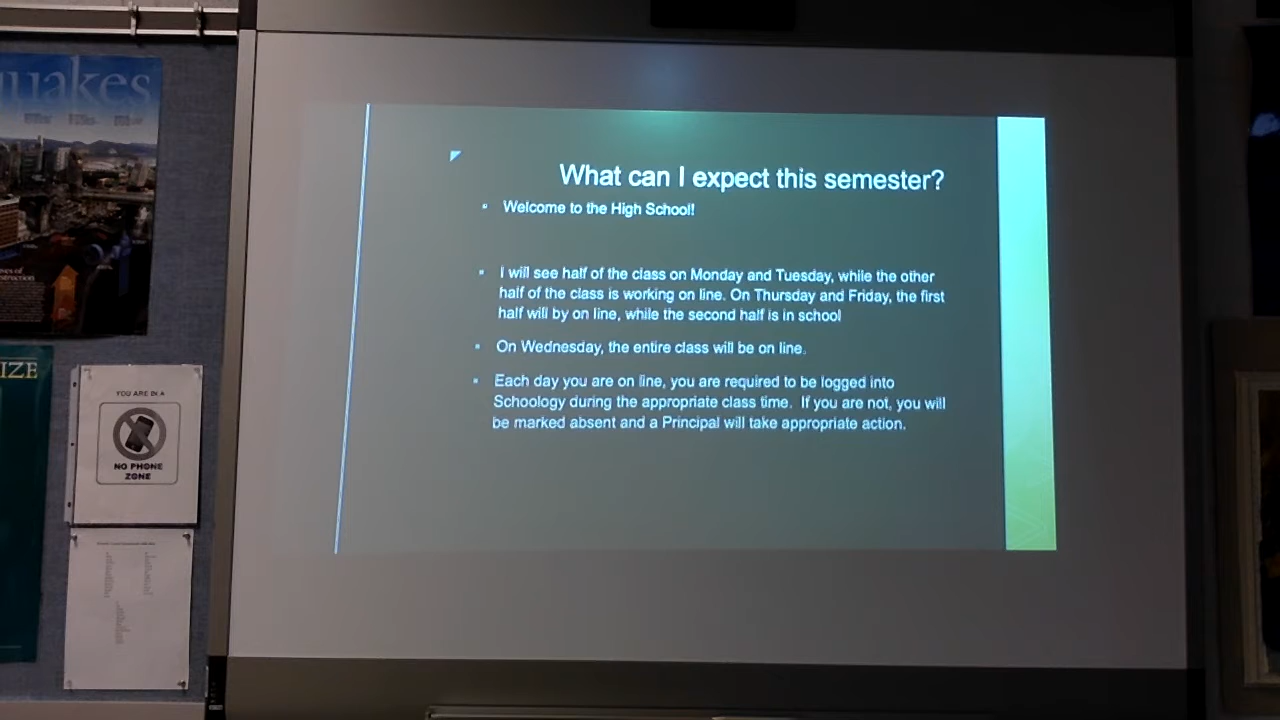 uakes
IZE
YOU ARE IN A
NO PHONE
ZONE
What can I expect this semester?
Welcome to the High School!
I will see half of the class on Monday and Tuesday, while the other
half of the class is working on line. On Thursday and Friday, the first
half will by on line, while the second half is in school
On Wednesday, the entire class will be on line.
Each day you are on line, you are required to be logged into
Schoology during the appropriate class time. If you are not, you will
be marked absent and a Principal will take appropriate action.